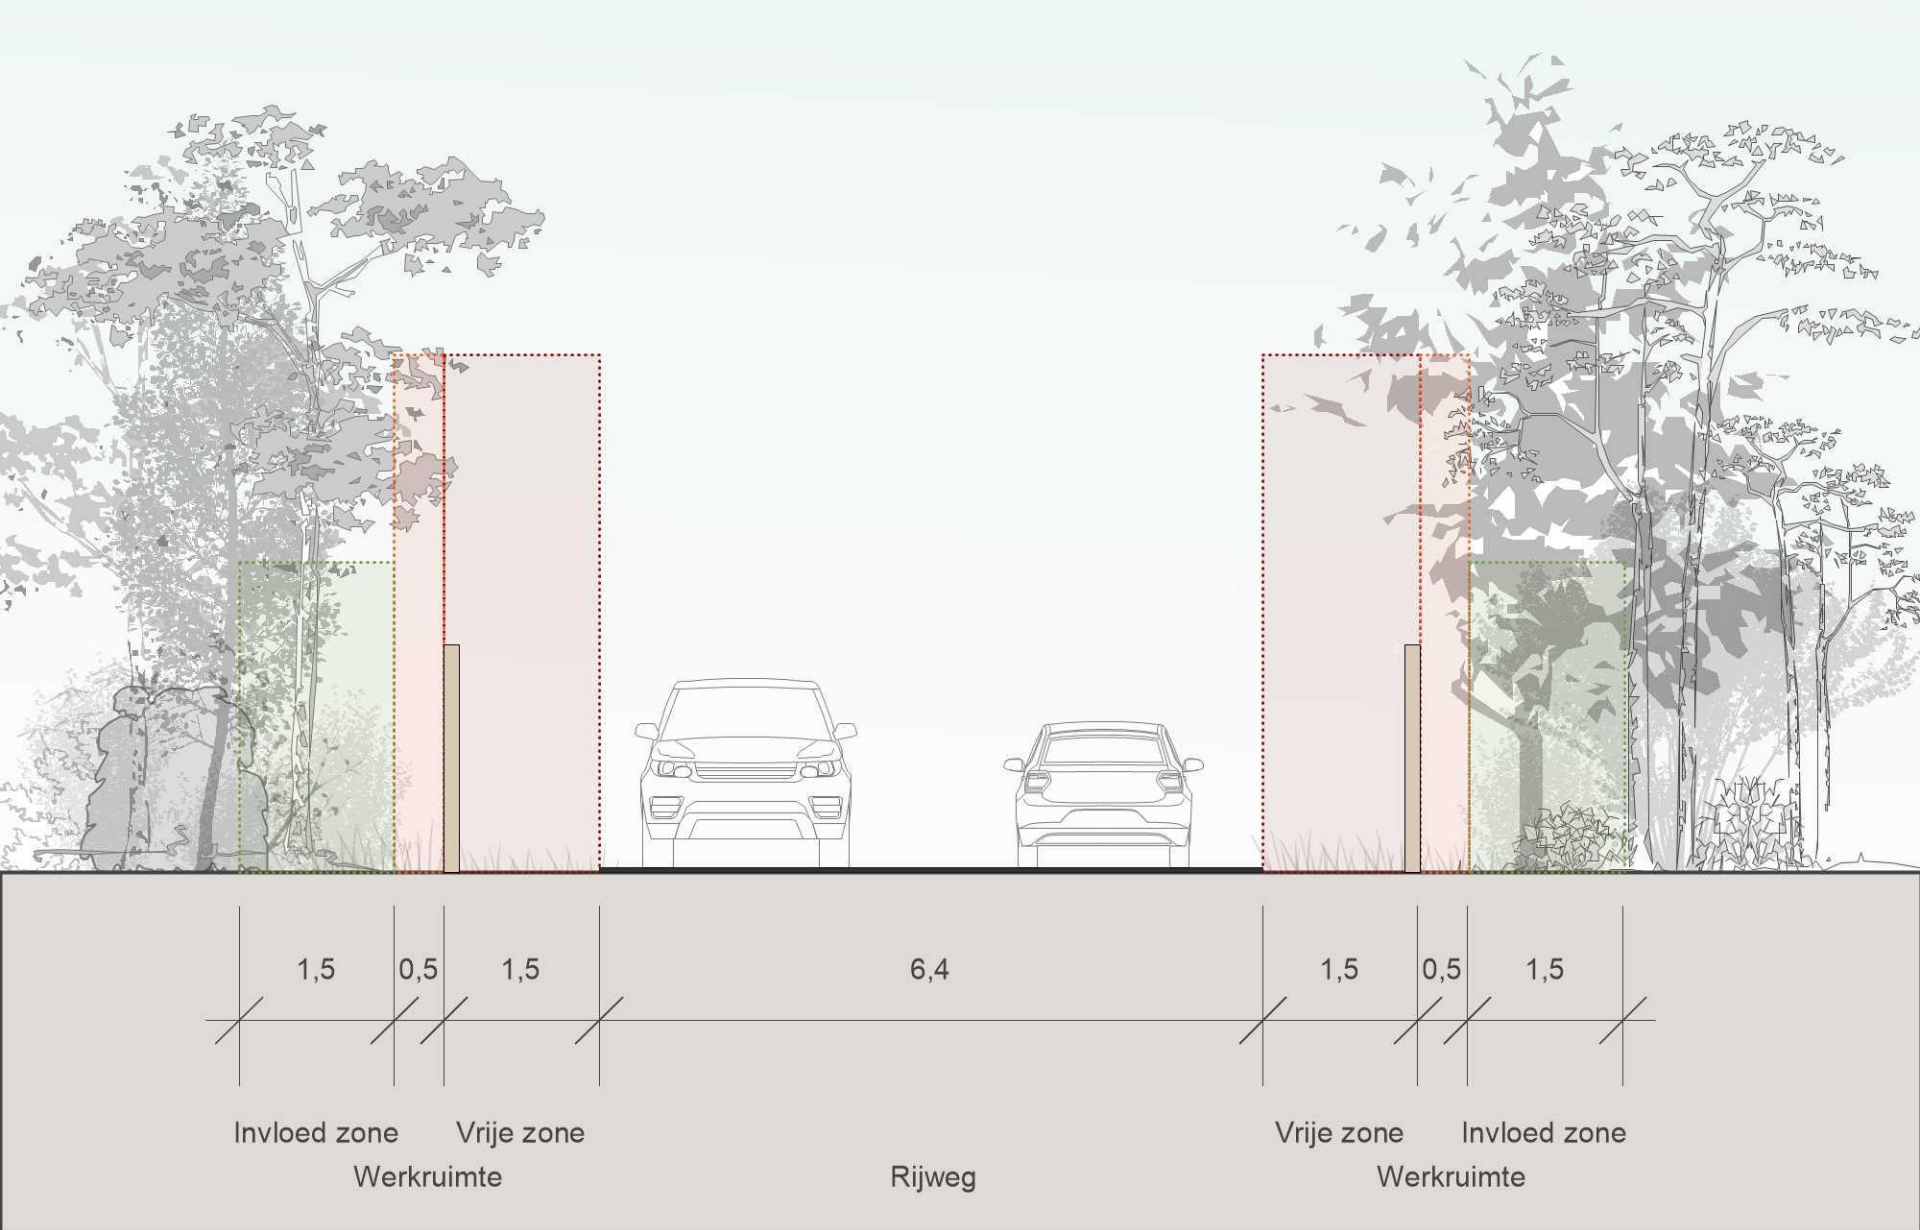 1,5 0,5 1,5 6,4 1,5 0,5 1,5
Invloed zone Vrije zone Vrije zone Invloed zone
Werkruimte Rijweg Werkruimte